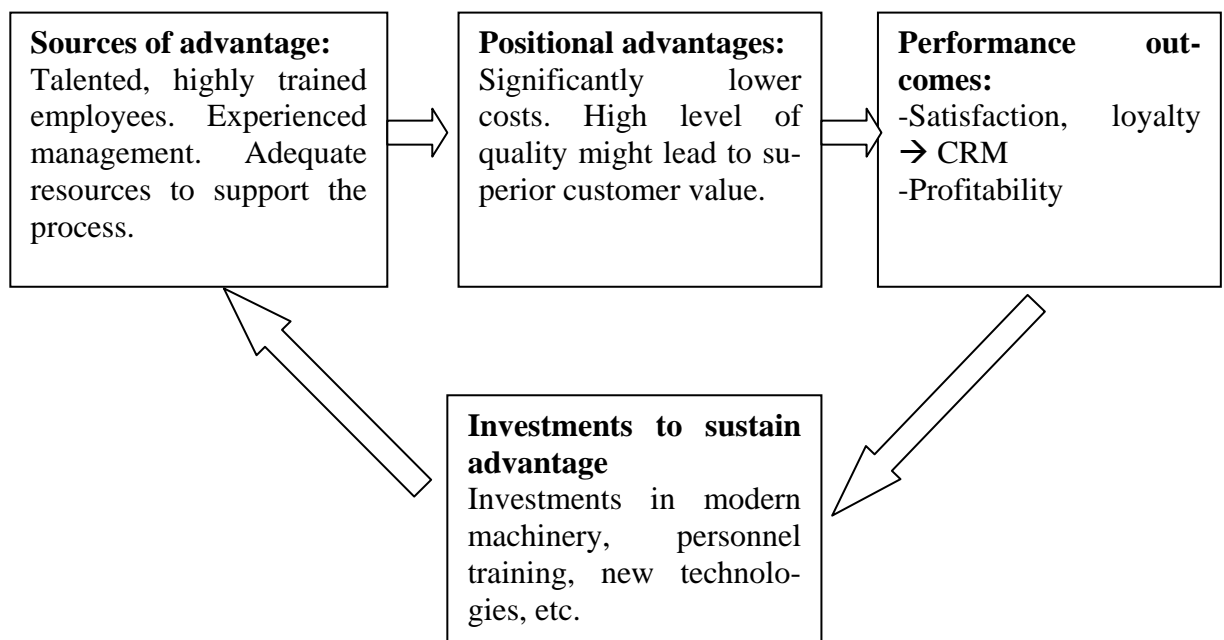 Sources of advantage:
Talented, highly trained
employees. Experienced
management. Adequate
resources to support the
process.
Positional advantages:
Significantly lower
costs. High level of
quality might lead to su-
perior customer value.
Performance out-
comes:
-Satisfaction, loyalty
→ CRM
-Profitability
Investments to sustain
advantage
Investments in modern
machinery, personnel
training, new technolo-
gies, etc.